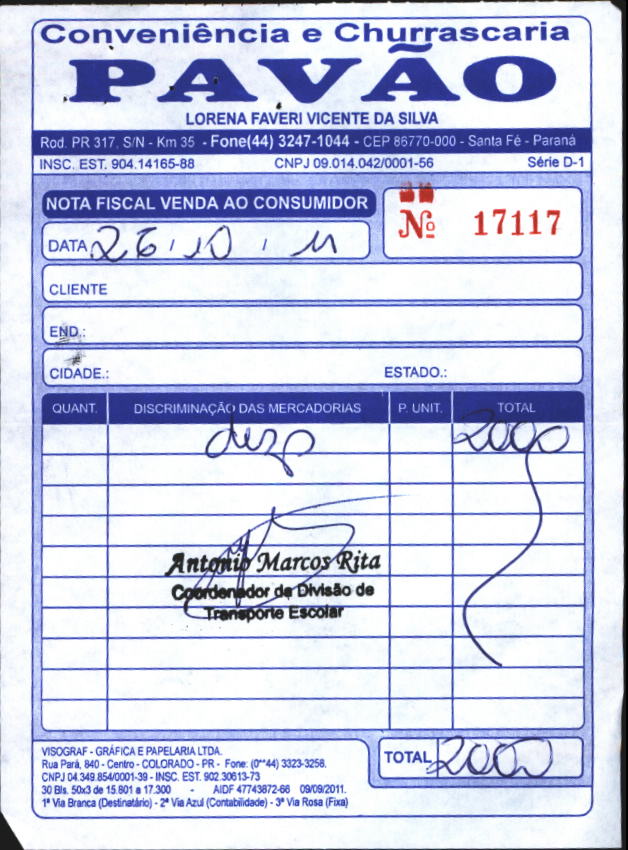 Conveniência e Churrascaria
PAVÃO
LORENA FAVERI VICENTE DA SILVA
Rod. PR 317, S/N - Km 35 - Fone(44) 3247-1044 - CEP 86770-000 - Santa Fé - Paraná
INSC. EST. 904.14165-88 CNPJ 09.014.042/0001-56 Série D-1
NOTA FISCAL VENDA AO CONSUMIDOR
Nº 17117
DATA 26, 10, 11
CLIENTE
END.:
CIDADE.: ESTADO.:
QUANT. DISCRIMINAÇÃO DAS MERCADORIAS P. UNIT. TOTAL
desp 2000
Antonio Marcos Rita
Coordenador da Divisão de
Transporte Escolar
VISOGRAF - GRÁFICA E PAPELARIA LTDA.
Rua Pará, 840 - Centro - COLORADO - PR - Fone: (0**44) 3323-3258.
CNPJ 04.349.854/0001-39 - INSC. EST. 902.30613-73
30 Bls. 50x3 de 15.801 a 17.300 - AIDF 47743872-66 09/09/2011.
1ª Via Branca (Destinatário) - 2ª Via Azul (Contabilidade) - 3ª Via Rosa (Fixa)
TOTAL 2000